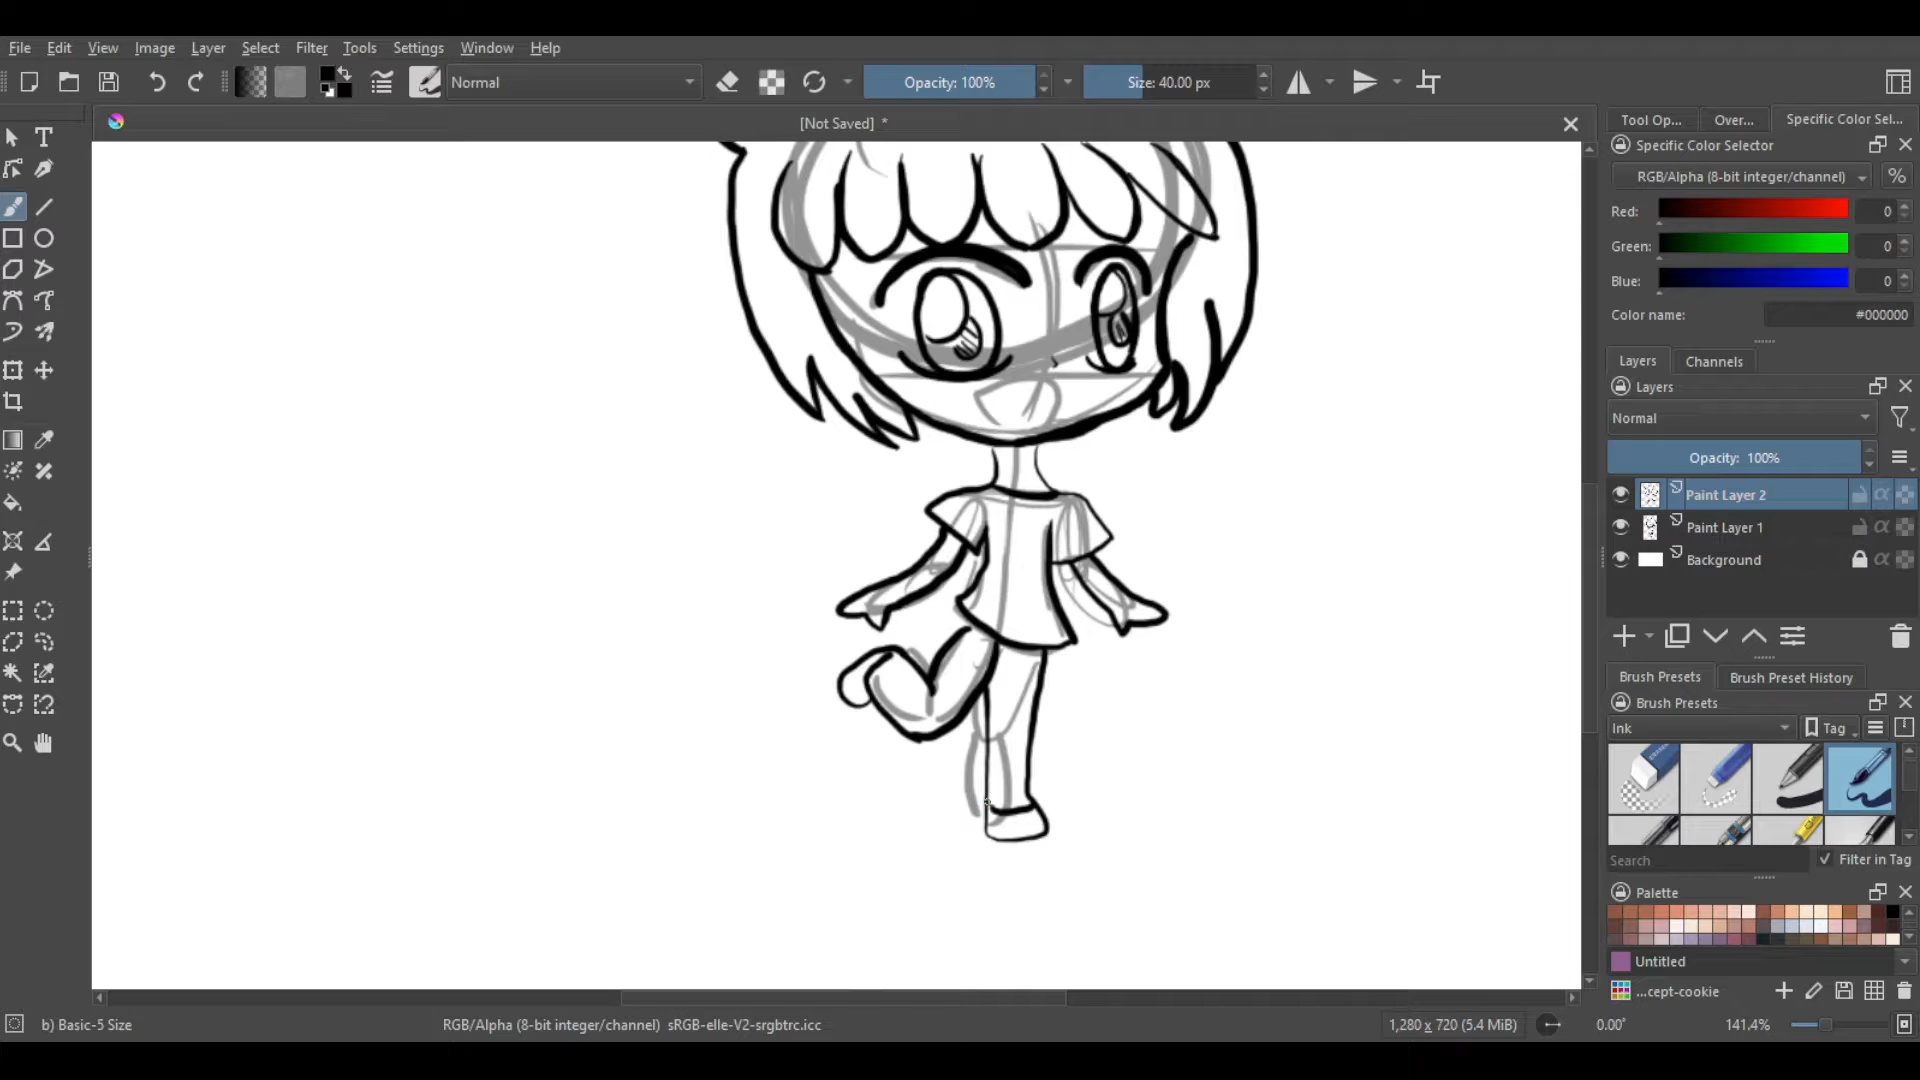 File Edit View Image Layer Select Filter Tools Settings Window Help
Normal Opacity: 100% Size: 40.00 px
[Not Saved] *
Tool Op... Over... Specific Color Sel...
Specific Color Selector
RGB/Alpha (8-bit integer/channel) %
Red: 0
Green: 0
Blue: 0
Color name: #000000
Layers Channels
Layers
Normal
Opacity: 100%
Paint Layer 2
Paint Layer 1
Background
Brush Presets Brush Preset History
Brush Presets
Ink Tag
Search Filter in Tag
Palette
Untitled
...cept-cookie
b) Basic-5 Size RGB/Alpha (8-bit integer/channel) sRGB-elle-V2-srgbtrc.icc 1,280 x 720 (5.4 MiB) 0.00° 141.4%